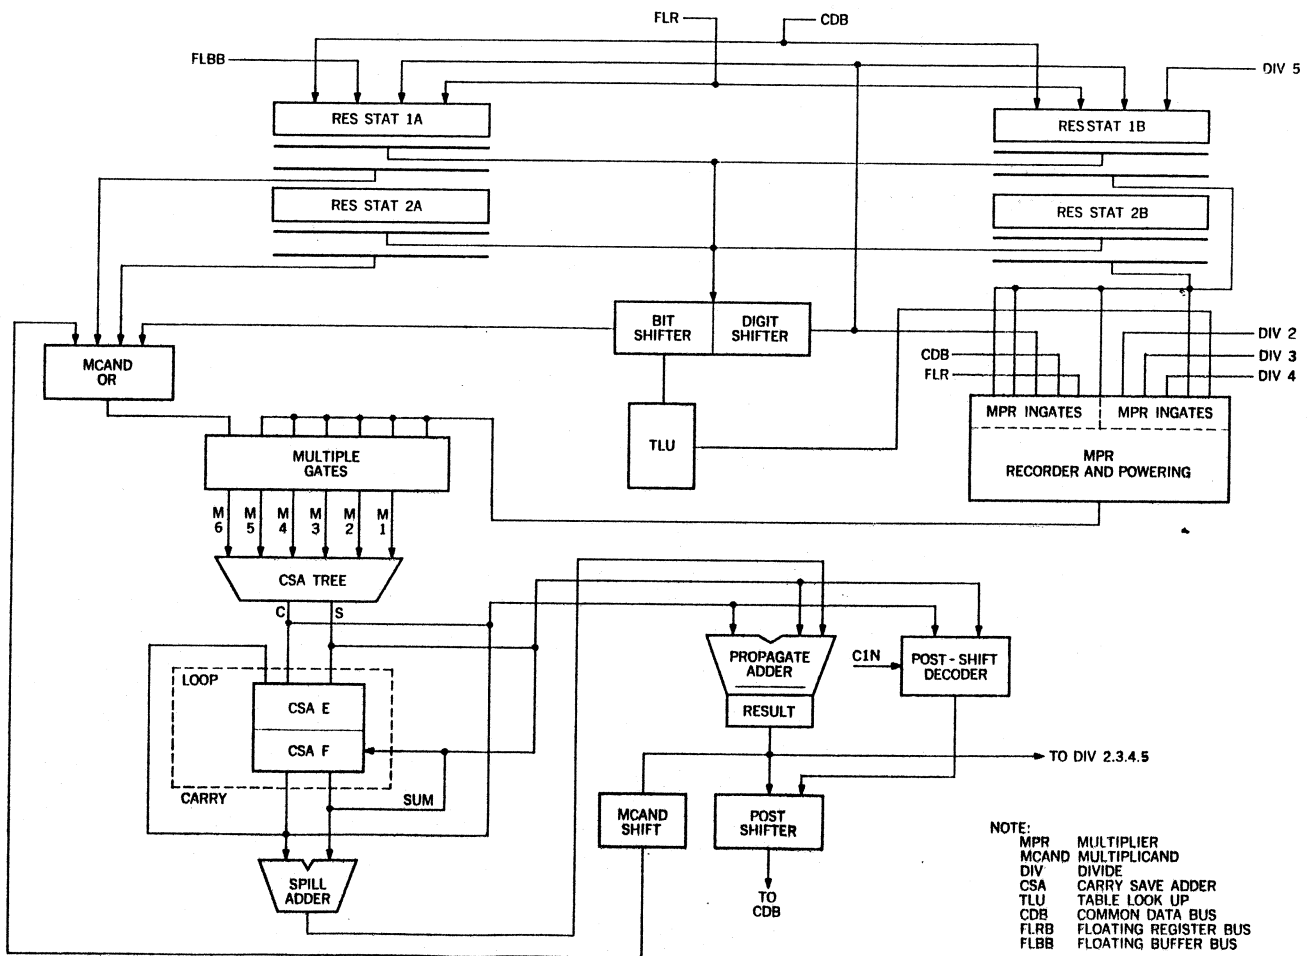 FLR
CDB
FLBB
DIV 5
RES STAT 1A
RES STAT 1B
RES STAT 2A
RES STAT 2B
BIT
SHIFTER
DIGIT
SHIFTER
DIV 2
DIV 3
DIV 4
CDB
FLR
MCAND
OR
MPR INGATES
MPR INGATES
TLU
MULTIPLE
GATES
MPR
RECORDER AND POWERING
M
6
M
5
M
4
M
3
M
2
M
1
CSA TREE
C
S
PROPAGATE
ADDER
C1N
POST-SHIFT
DECODER
LOOP
CSA E
RESULT
CSA F
TO DIV 2.3.4.5
CARRY
SUM
MCAND
SHIFT
POST
SHIFTER
SPILL
ADDER
TO
CDB
NOTE:
MPR MULTIPLIER
MCAND MULTIPLICAND
DIV DIVIDE
CSA CARRY SAVE ADDER
TLU TABLE LOOK UP
CDB COMMON DATA BUS
FLRB FLOATING REGISTER BUS
FLBB FLOATING BUFFER BUS